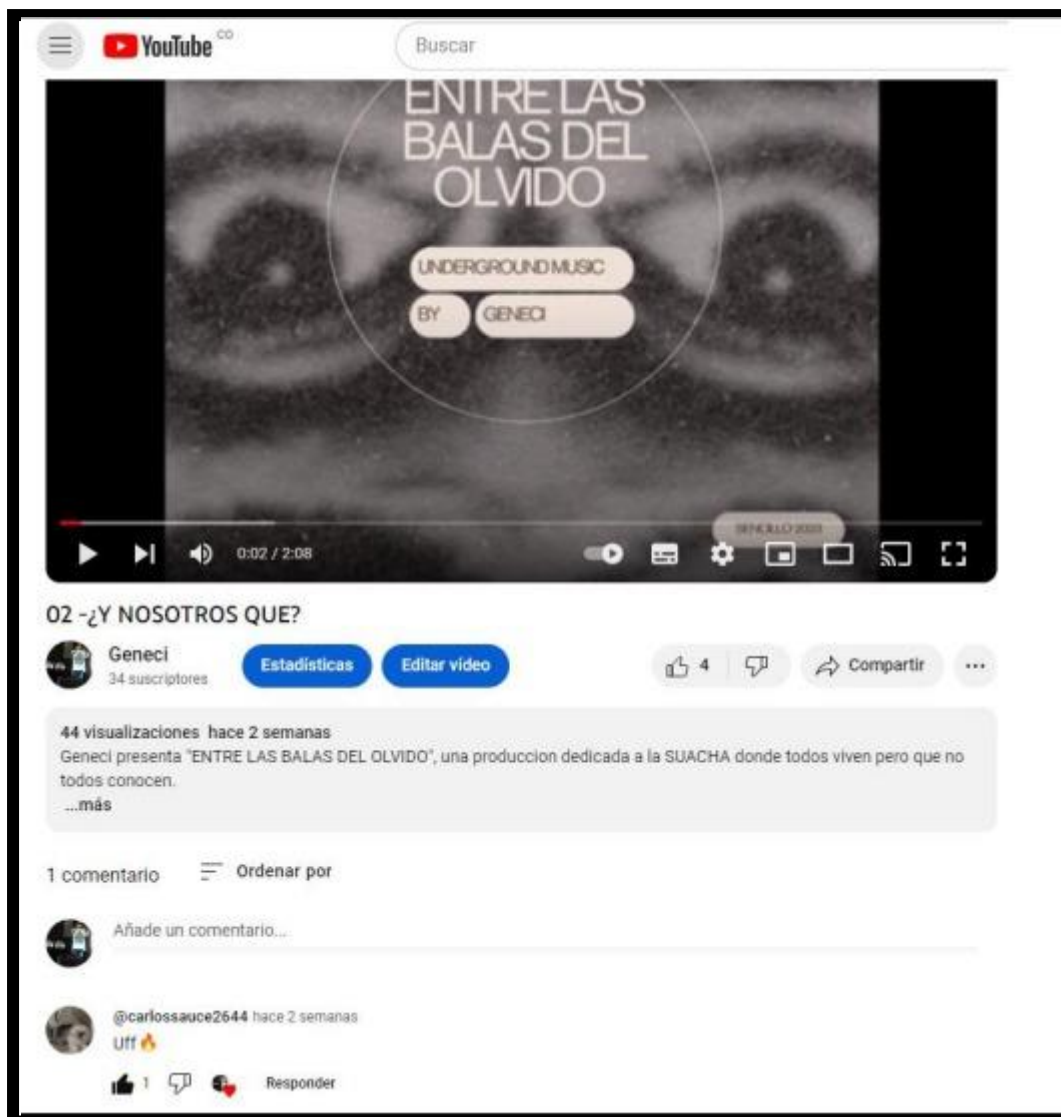 YouTube CO
Buscar
ENTRE LAS
BALAS DEL
OLVIDO
UNDERGROUND MUSIC
BY GENECI
SENCILLO 2023
0:02 / 2:08
02 -¿Y NOSOTROS QUE?
Geneci
34 suscriptores
Estadísticas
Editar vídeo
4
Compartir
44 visualizaciones hace 2 semanas
Geneci presenta "ENTRE LAS BALAS DEL OLVIDO", una produccion dedicada a la SUACHA donde todos viven pero que no
todos conocen.
...más
1 comentario
Ordenar por
Añade un comentario...
@carlossauce2644 hace 2 semanas
Uff🔥
1
Responder